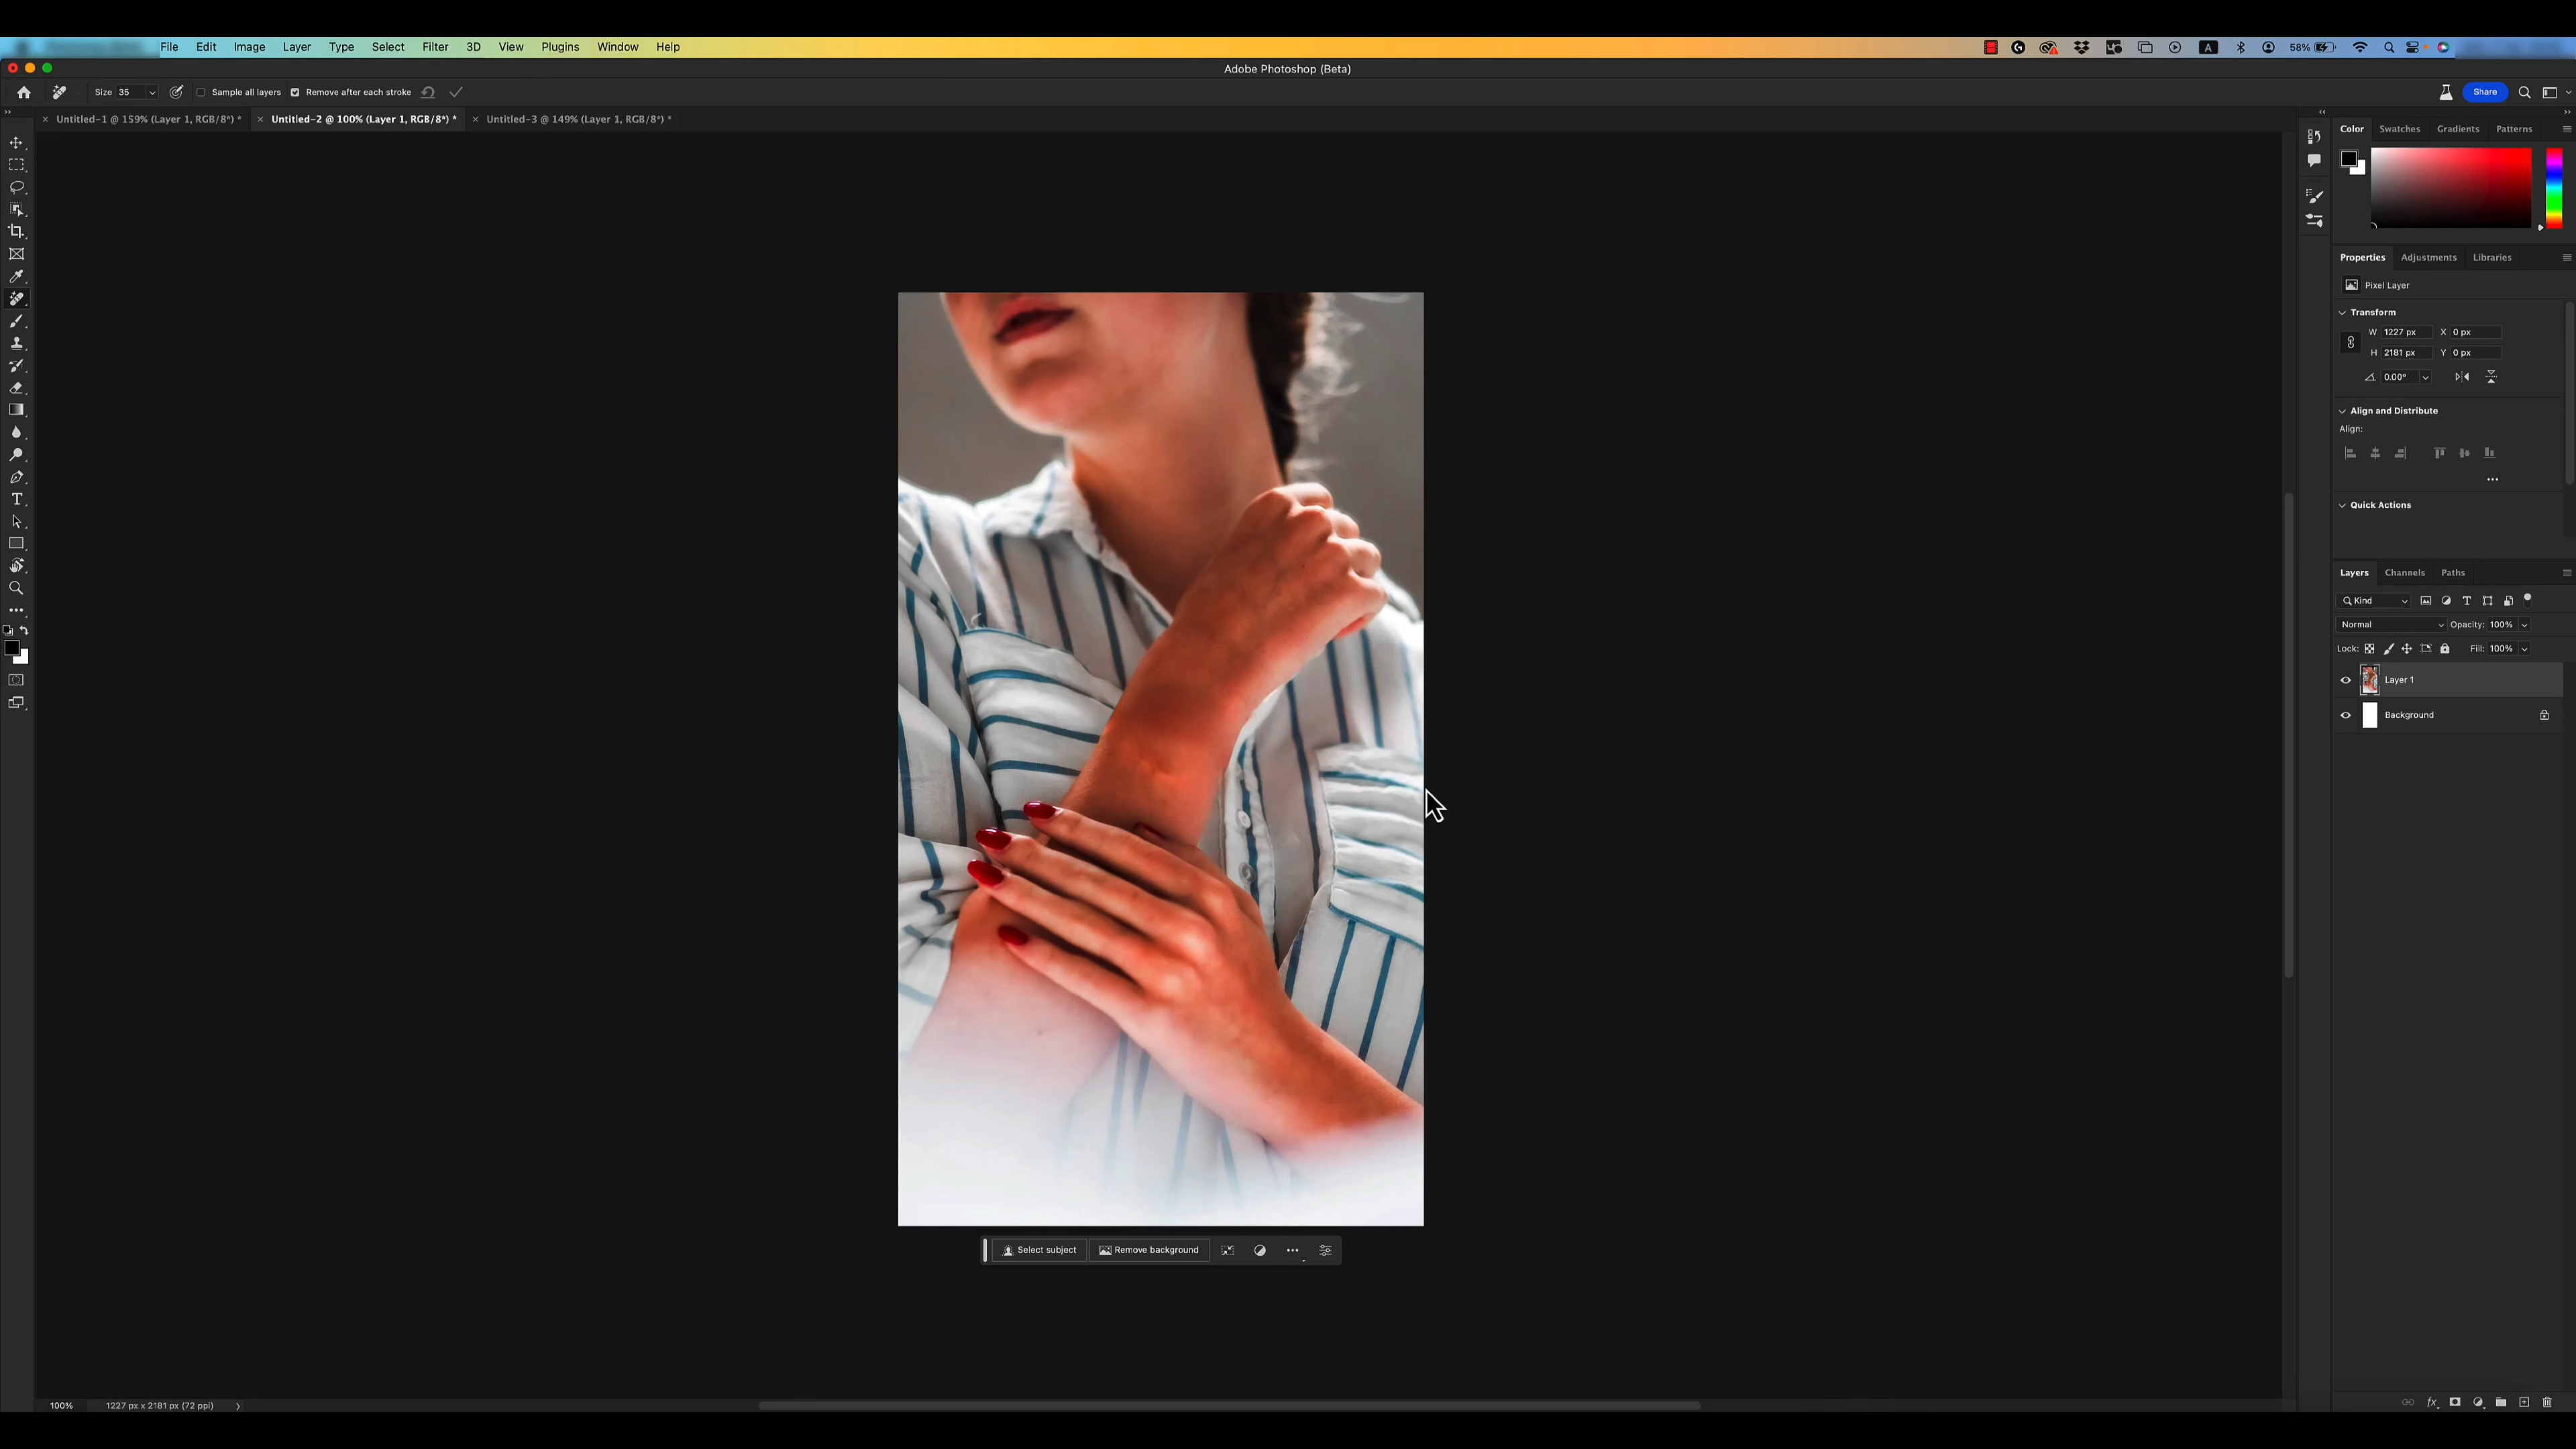 File Edit Image Layer Type Select Filter 3D View Plugins Window Help A 58%
Adobe Photoshop (Beta)
Size 35 Sample all layers Remove after each stroke Share
Untitled-1 @ 159% (Layer 1, RGB/8*) * Untitled-2 @ 100% (Layer 1, RGB/8*) * Untitled-3 @ 149% (Layer 1, RGB/8*) *
Color Swatches Gradients Patterns
Properties Adjustments Libraries
Pixel Layer
Transform
W 1227 px X 0 px
H 2181 px Y 0 px
0.00°
Align and Distribute
Align:
Quick Actions
Layers Channels Paths
Kind
Normal Opacity: 100%
Lock: Fill: 100%
Layer 1
Background
Select subject Remove background
100% 1227 px x 2181 px (72 ppi)